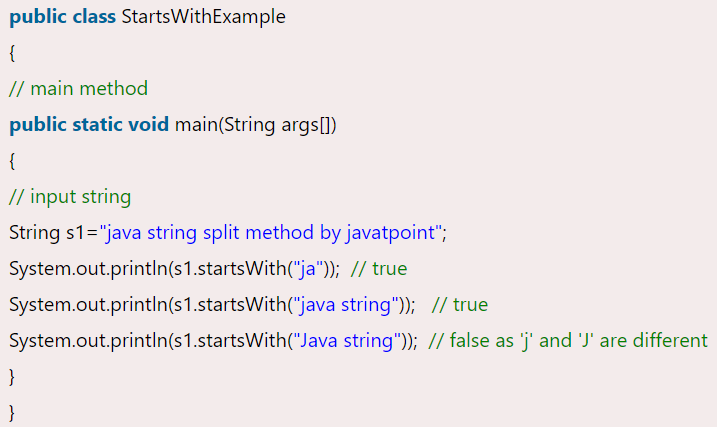 public class StartsWithExample
{
// main method
public static void main(String args[])
{
// input string
String s1="java string split method by javatpoint";
System.out.println(s1.startsWith("ja"));  // true
System.out.println(s1.startsWith("java string"));   // true
System.out.println(s1.startsWith("Java string"));  // false as 'j' and 'J' are different
}
}